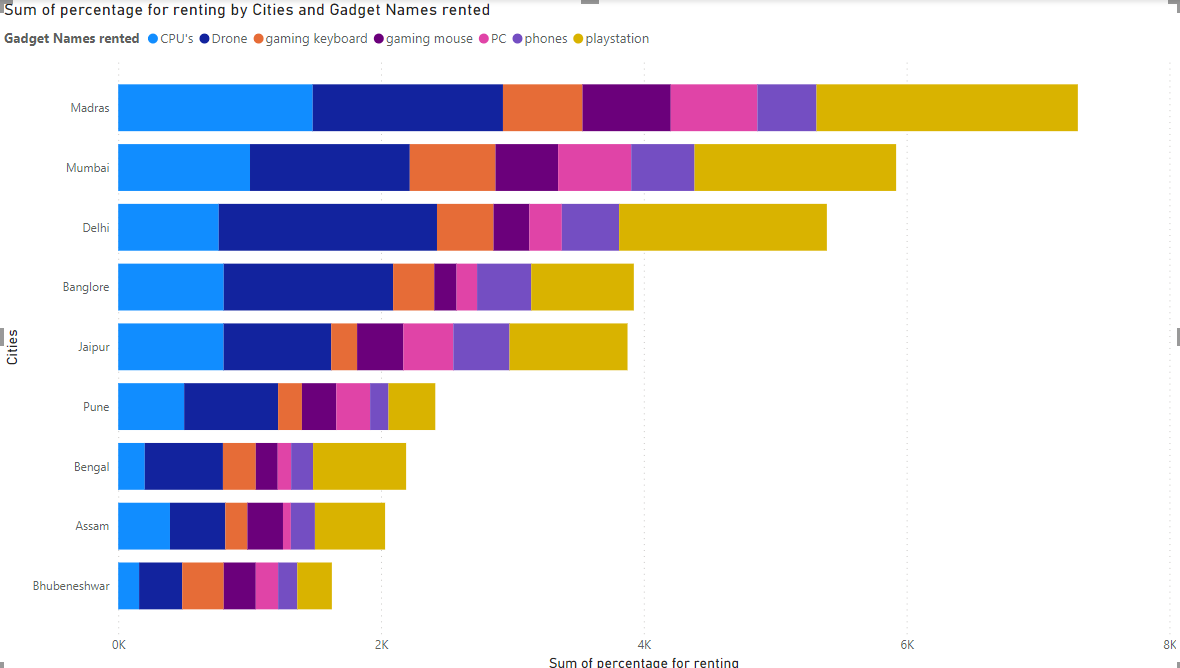 Sum of percentage for renting by Cities and Gadget Names rented
Gadget Names rented CPU's Drone gaming keyboard gaming mouse PC phones playstation
Madras
Mumbai
Delhi
Banglore
Jaipur
Cities
Pune
Bengal
Assam
Bhubeneshwar
0K 2K 4K 6K 8K
Sum of percentage for renting